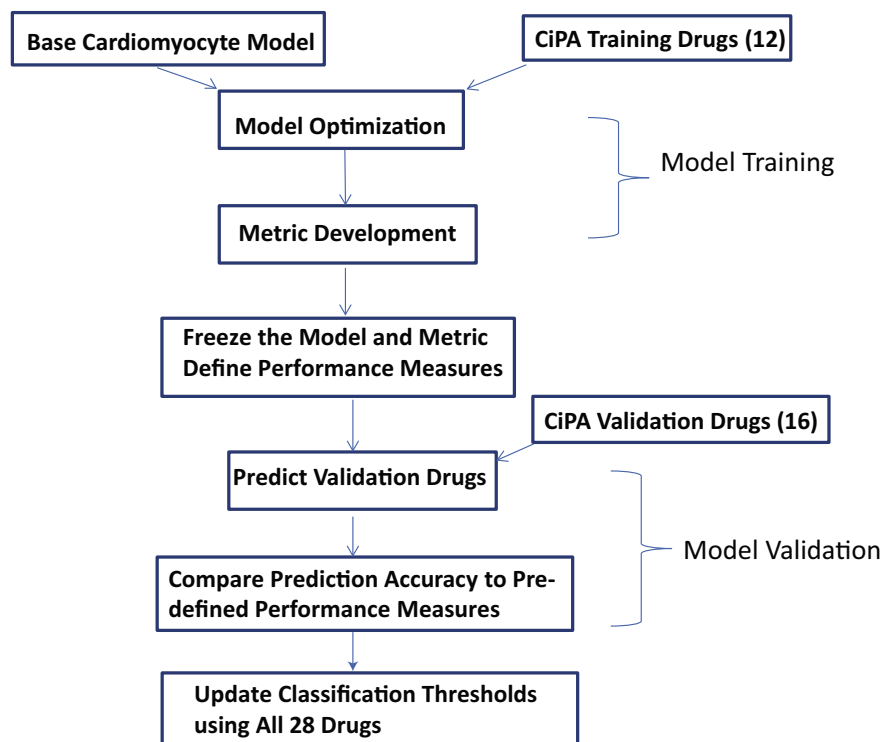 Base Cardiomyocyte Model
CiPA Training Drugs (12)
Model Optimization
Model Training
Metric Development
Freeze the Model and Metric
Define Performance Measures
CiPA Validation Drugs (16)
Predict Validation Drugs
Model Validation
Compare Prediction Accuracy to Pre-
defined Performance Measures
Update Classification Thresholds
using All 28 Drugs